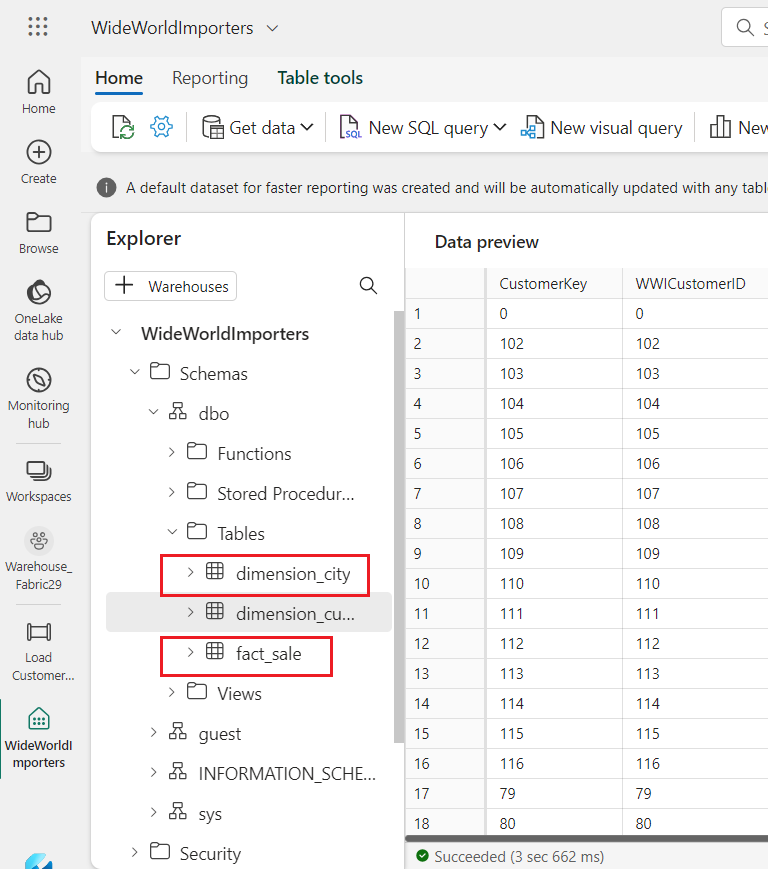 WideWorldImporters
Home
Reporting
Table tools
Get data
New SQL query
New visual query
New
A default dataset for faster reporting was created and will be automatically updated with any tabl
Home
Create
Browse
OneLake
data hub
Monitoring
hub
Workspaces
Warehouse_
Fabric29
Load
Customer...
WideWorldI
mporters
Explorer
Warehouses
WideWorldImporters
Schemas
dbo
Functions
Stored Procedur...
Tables
dimension_city
dimension_cu...
fact_sale
Views
guest
INFORMATION_SCHE...
sys
Security
Data preview
CustomerKey WWICustomerID
1 0 0
2 102 102
3 103 103
4 104 104
5 105 105
6 106 106
7 107 107
8 108 108
9 109 109
10 110 110
11 111 111
12 112 112
13 113 113
14 114 114
15 115 115
16 116 116
17 79 79
18 80 80
Succeeded (3 sec 662 ms)